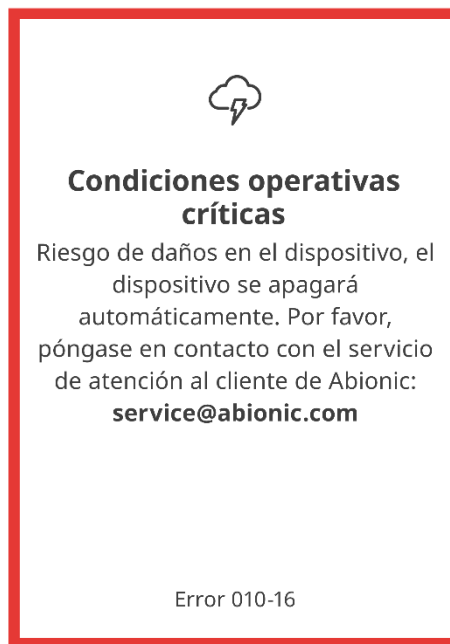 Condiciones operativas
críticas
Riesgo de daños en el dispositivo, el
dispositivo se apagará
automáticamente. Por favor,
póngase en contacto con el servicio
de atención al cliente de Abionic:
service@abionic.com
Error 010-16